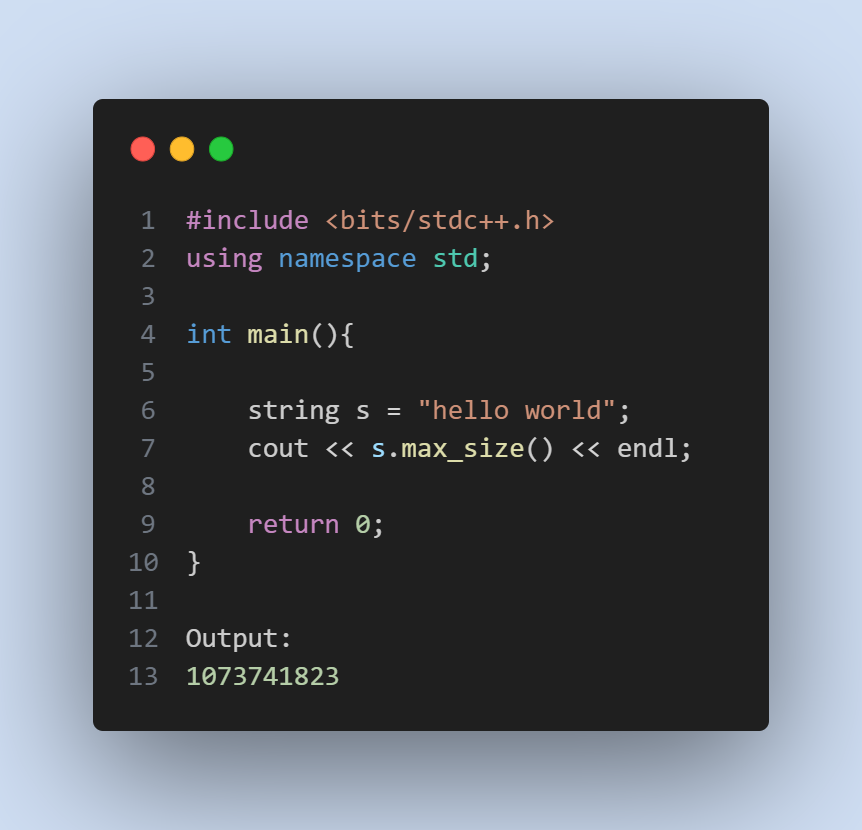 1 #include <bits/stdc++.h>
2 using namespace std;
3
4 int main(){
5
6     string s = "hello world";
7     cout << s.max_size() << endl;
8
9     return 0;
10 }
11
12 Output:
13 1073741823